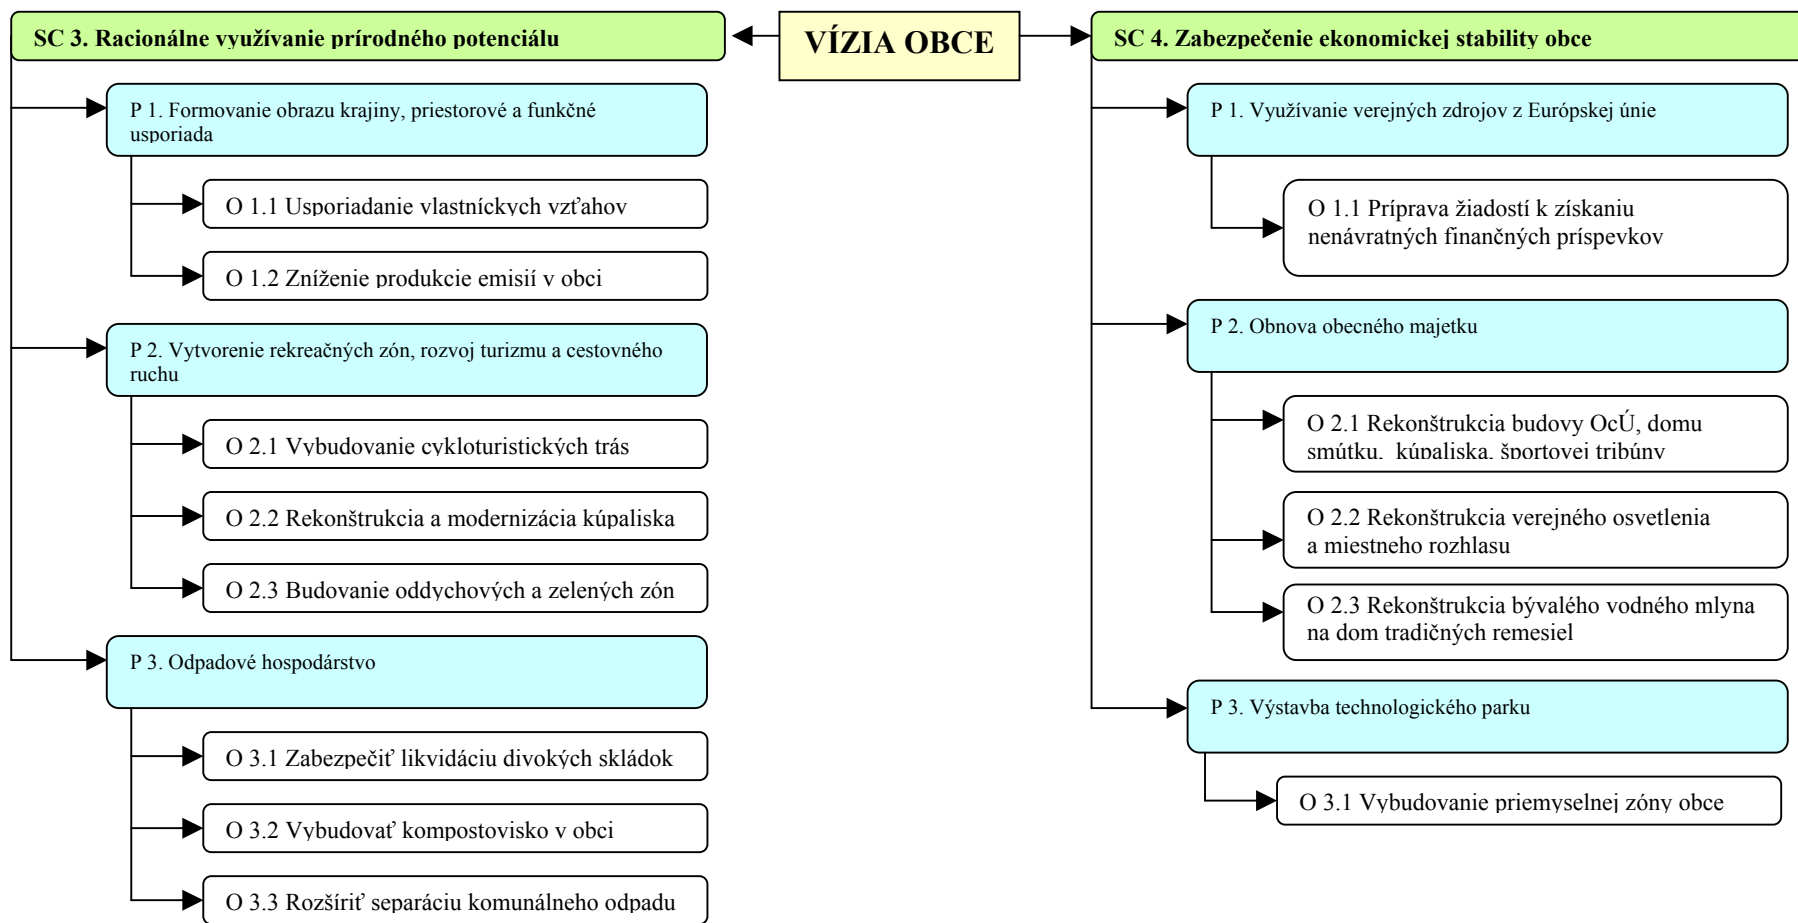 VÍZIA OBCE
SC 3. Racionálne využívanie prírodného potenciálu
P 1. Formovanie obrazu krajiny, priestorové a funkčné
usporiada
O 1.1 Usporiadanie vlastníckych vzťahov
O 1.2 Zníženie produkcie emisií v obci
P 2. Vytvorenie rekreačných zón, rozvoj turizmu a cestovného
ruchu
O 2.1 Vybudovanie cykloturistických trás
O 2.2 Rekonštrukcia a modernizácia kúpaliska
O 2.3 Budovanie oddychových a zelených zón
P 3. Odpadové hospodárstvo
O 3.1 Zabezpečiť likvidáciu divokých skládok
O 3.2 Vybudovať kompostovisko v obci
O 3.3 Rozšíriť separáciu komunálneho odpadu
SC 4. Zabezpečenie ekonomickej stability obce
P 1. Využívanie verejných zdrojov z Európskej únie
O 1.1 Príprava žiadostí k získaniu
nenávratných finančných príspevkov
P 2. Obnova obecného majetku
O 2.1 Rekonštrukcia budovy OcÚ, domu
smútku, kúpaliska, športovej tribúny
O 2.2 Rekonštrukcia verejného osvetlenia
a miestneho rozhlasu
O 2.3 Rekonštrukcia bývalého vodného mlyna
na dom tradičných remesiel
P 3. Výstavba technologického parku
O 3.1 Vybudovanie priemyselnej zóny obce